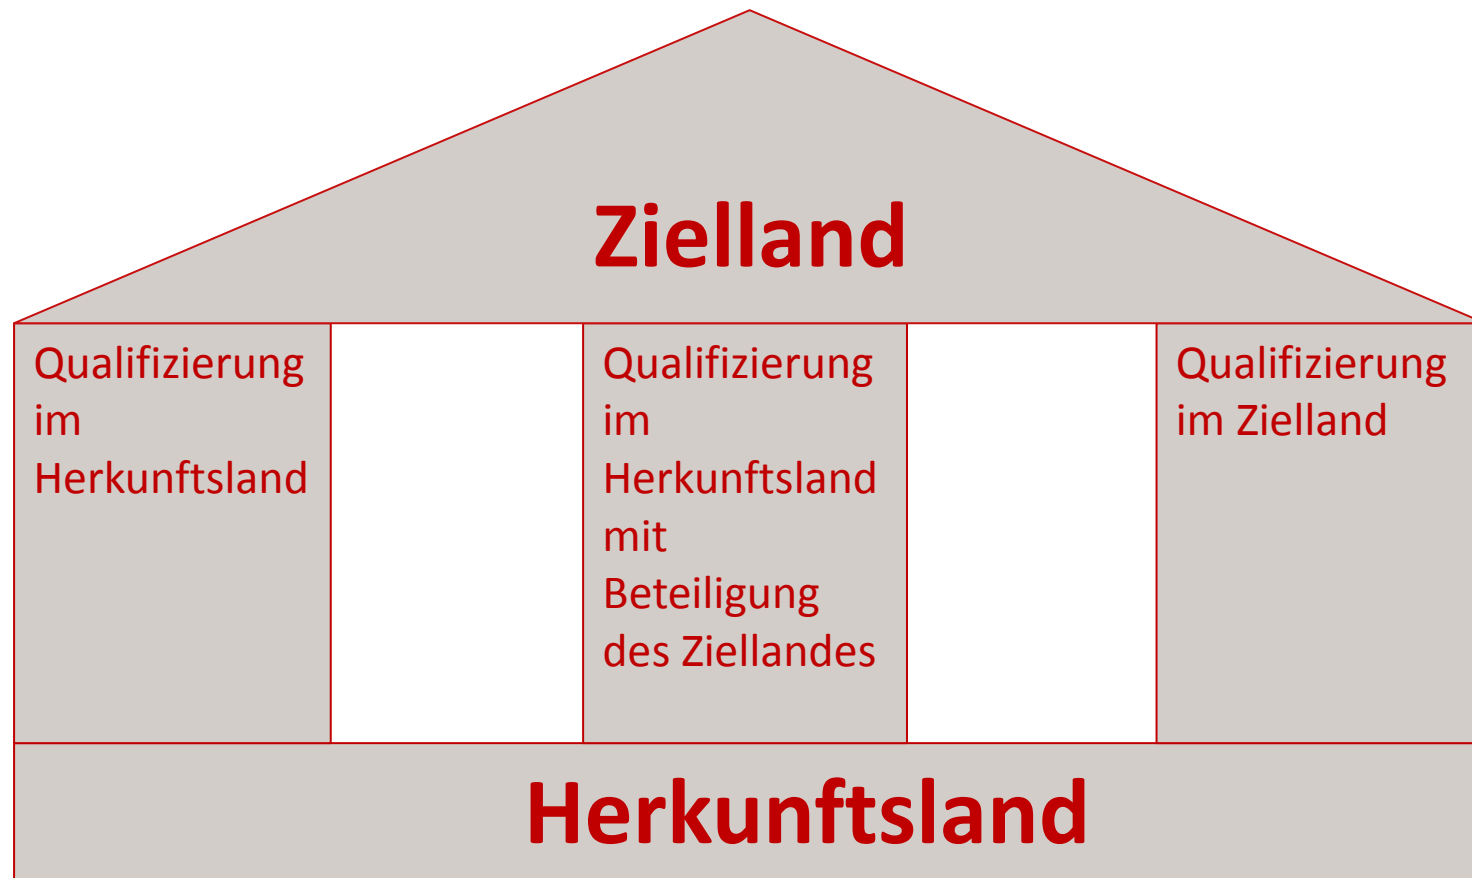 Zielland
Qualifizierung
im
Herkunftsland
Qualifizierung
im
Herkunftsland
mit
Beteiligung
des Ziellandes
Qualifizierung
im Zielland
Herkunftsland